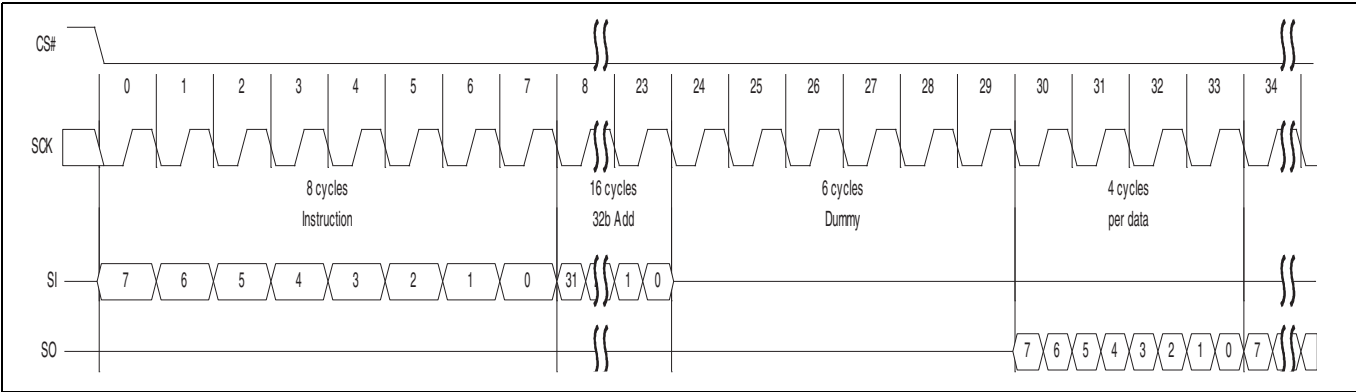 CS#
0 1 2 3 4 5 6 7 8 23 24 25 26 27 28 29 30 31 32 33 34
SCK
8 cycles 16 cycles 6 cycles 4 cycles
Instruction 32b Add Dummy per data
SI 7 6 5 4 3 2 1 0 31 1 0
SO 7 6 5 4 3 2 1 0 7